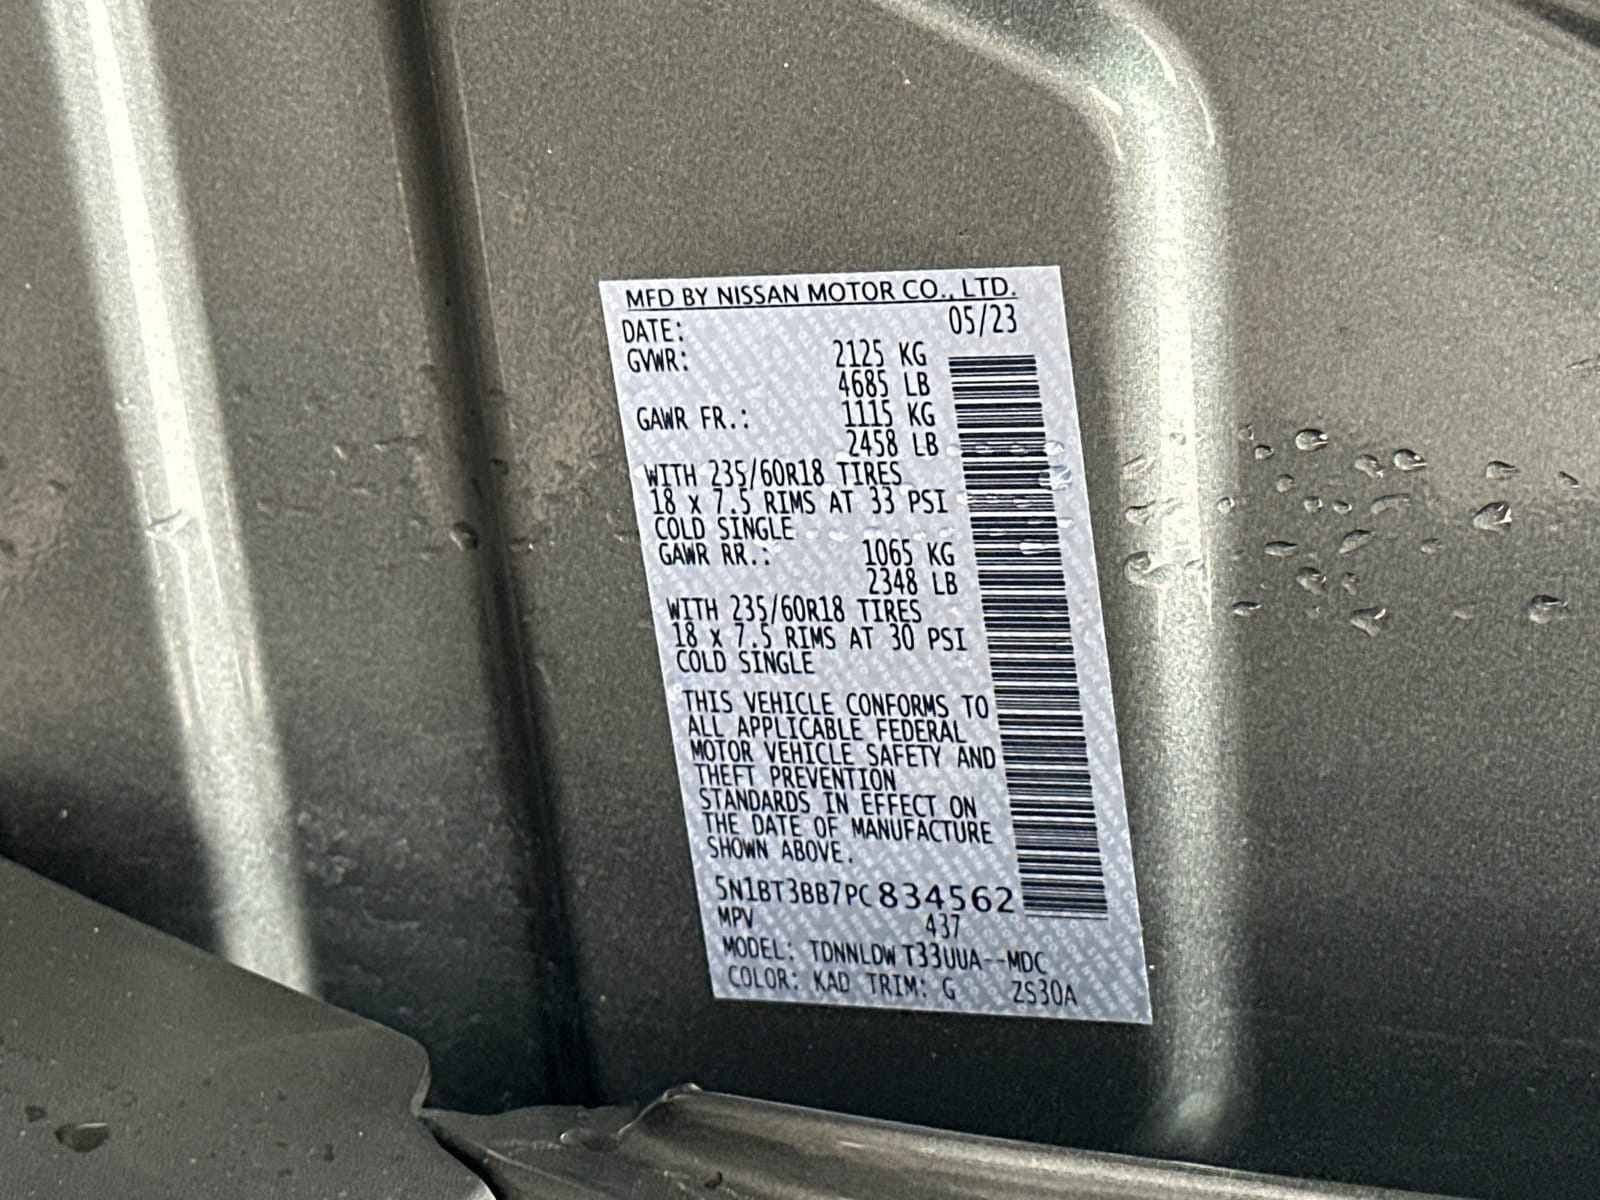 MFD BY NISSAN MOTOR CO., LTD.
DATE: 05/23
GVWR: 2125 KG
4685 LB
GAWR FR.: 1115 KG
2458 LB
WITH 235/60R18 TIRES
18 x 7.5 RIMS AT 33 PSI
COLD SINGLE
GAWR RR.: 1065 KG
2348 LB
WITH 235/60R18 TIRES
18 x 7.5 RIMS AT 30 PSI
COLD SINGLE
THIS VEHICLE CONFORMS TO
ALL APPLICABLE FEDERAL
MOTOR VEHICLE SAFETY AND
THEFT PREVENTION
STANDARDS IN EFFECT ON
THE DATE OF MANUFACTURE
SHOWN ABOVE.
5N1BT3BB7PC834562
MPV 437
MODEL: TDNNLDW T33UUA--MDC
COLOR: KAD TRIM: G ZS30A